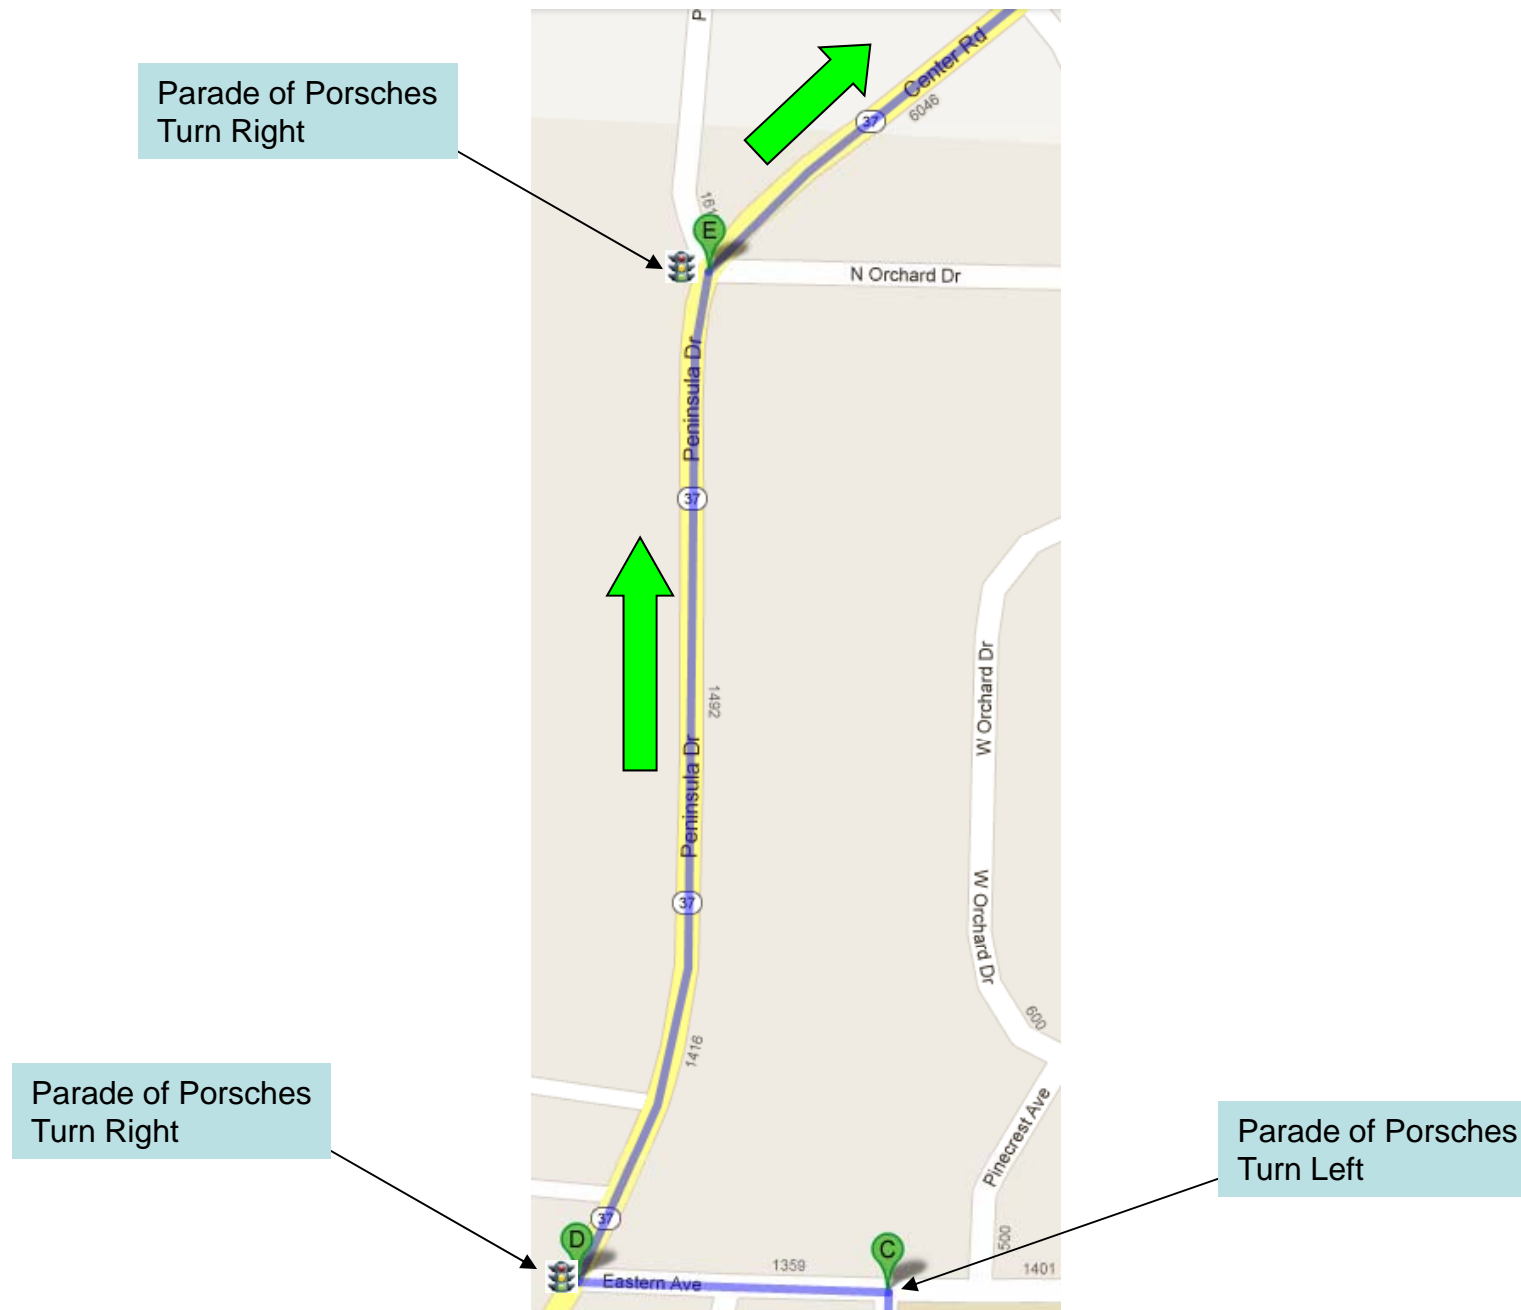 P
Center Rd
Parade of Porsches
Turn Right
37
6046
E
N Orchard Dr
Peninsula Dr
37
W Orchard Dr
1492
Peninsula Dr
37
W Orchard Dr
600
1416
Parade of Porsches
Turn Right
Pinecrest Ave
Parade of Porsches
Turn Left
37
D
C
500
1359
1401
Eastern Ave